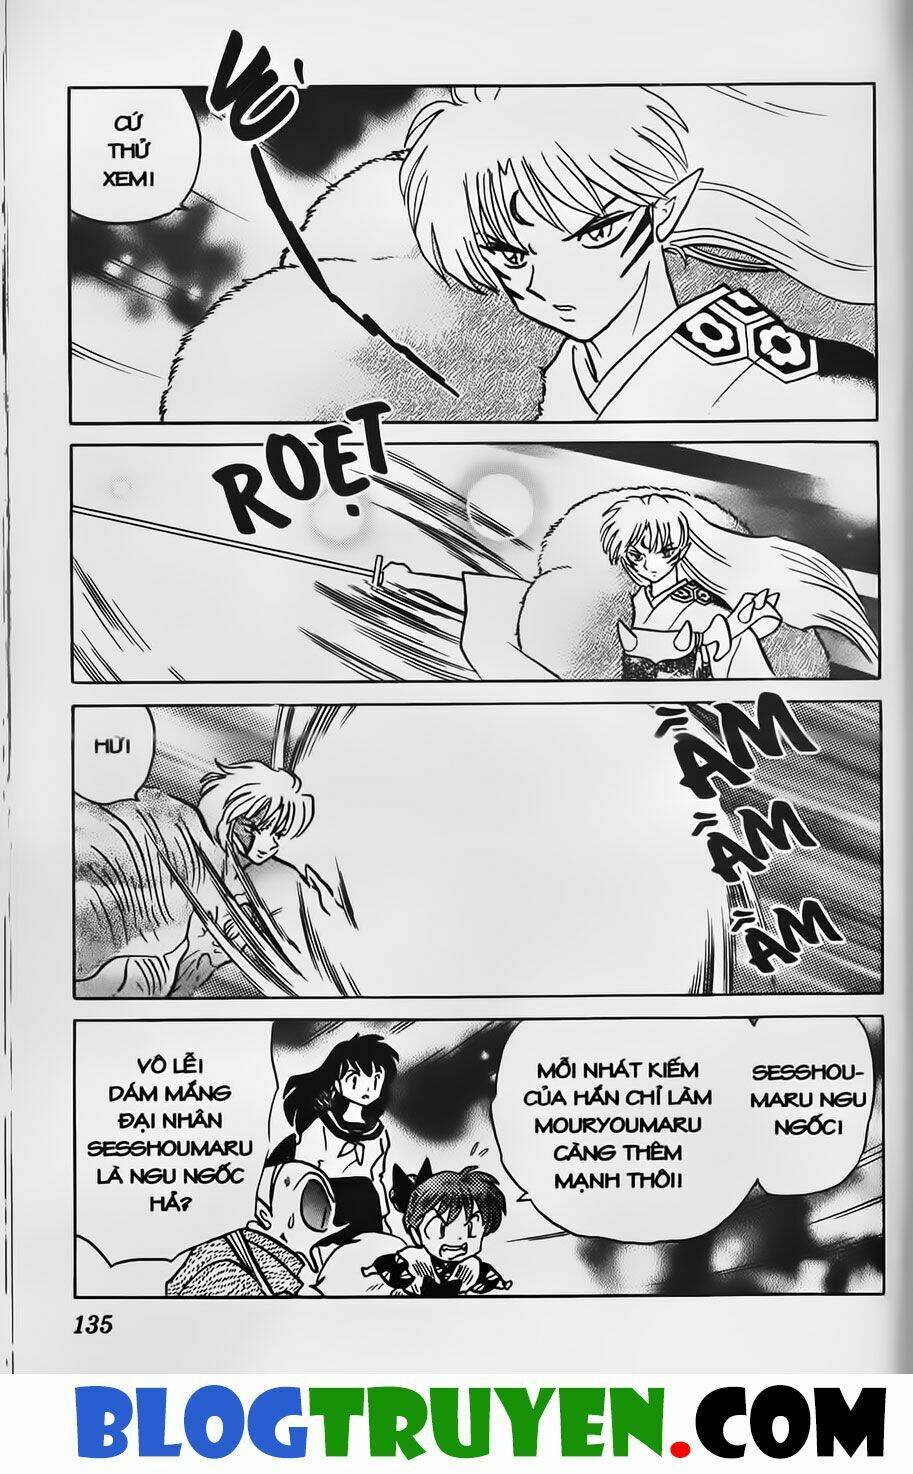 CỨ
THỬ
XEM!
VÙ
ROẸT
HỪ!
ẦM
ẦM
ẦM
SESSHOU-
MARU NGU
NGỐC!
MỖI NHÁT KIẾM
CỦA HẮN CHỈ LÀM
MOURYOUMARU
CÀNG THÊM
MẠNH THÔI!
VÔ LỄ!
DÁM MẮNG
ĐẠI NHÂN
SESSHOUMARU
LÀ NGU NGỐC
HẢ?
135
BLOGTRUYEN.COM